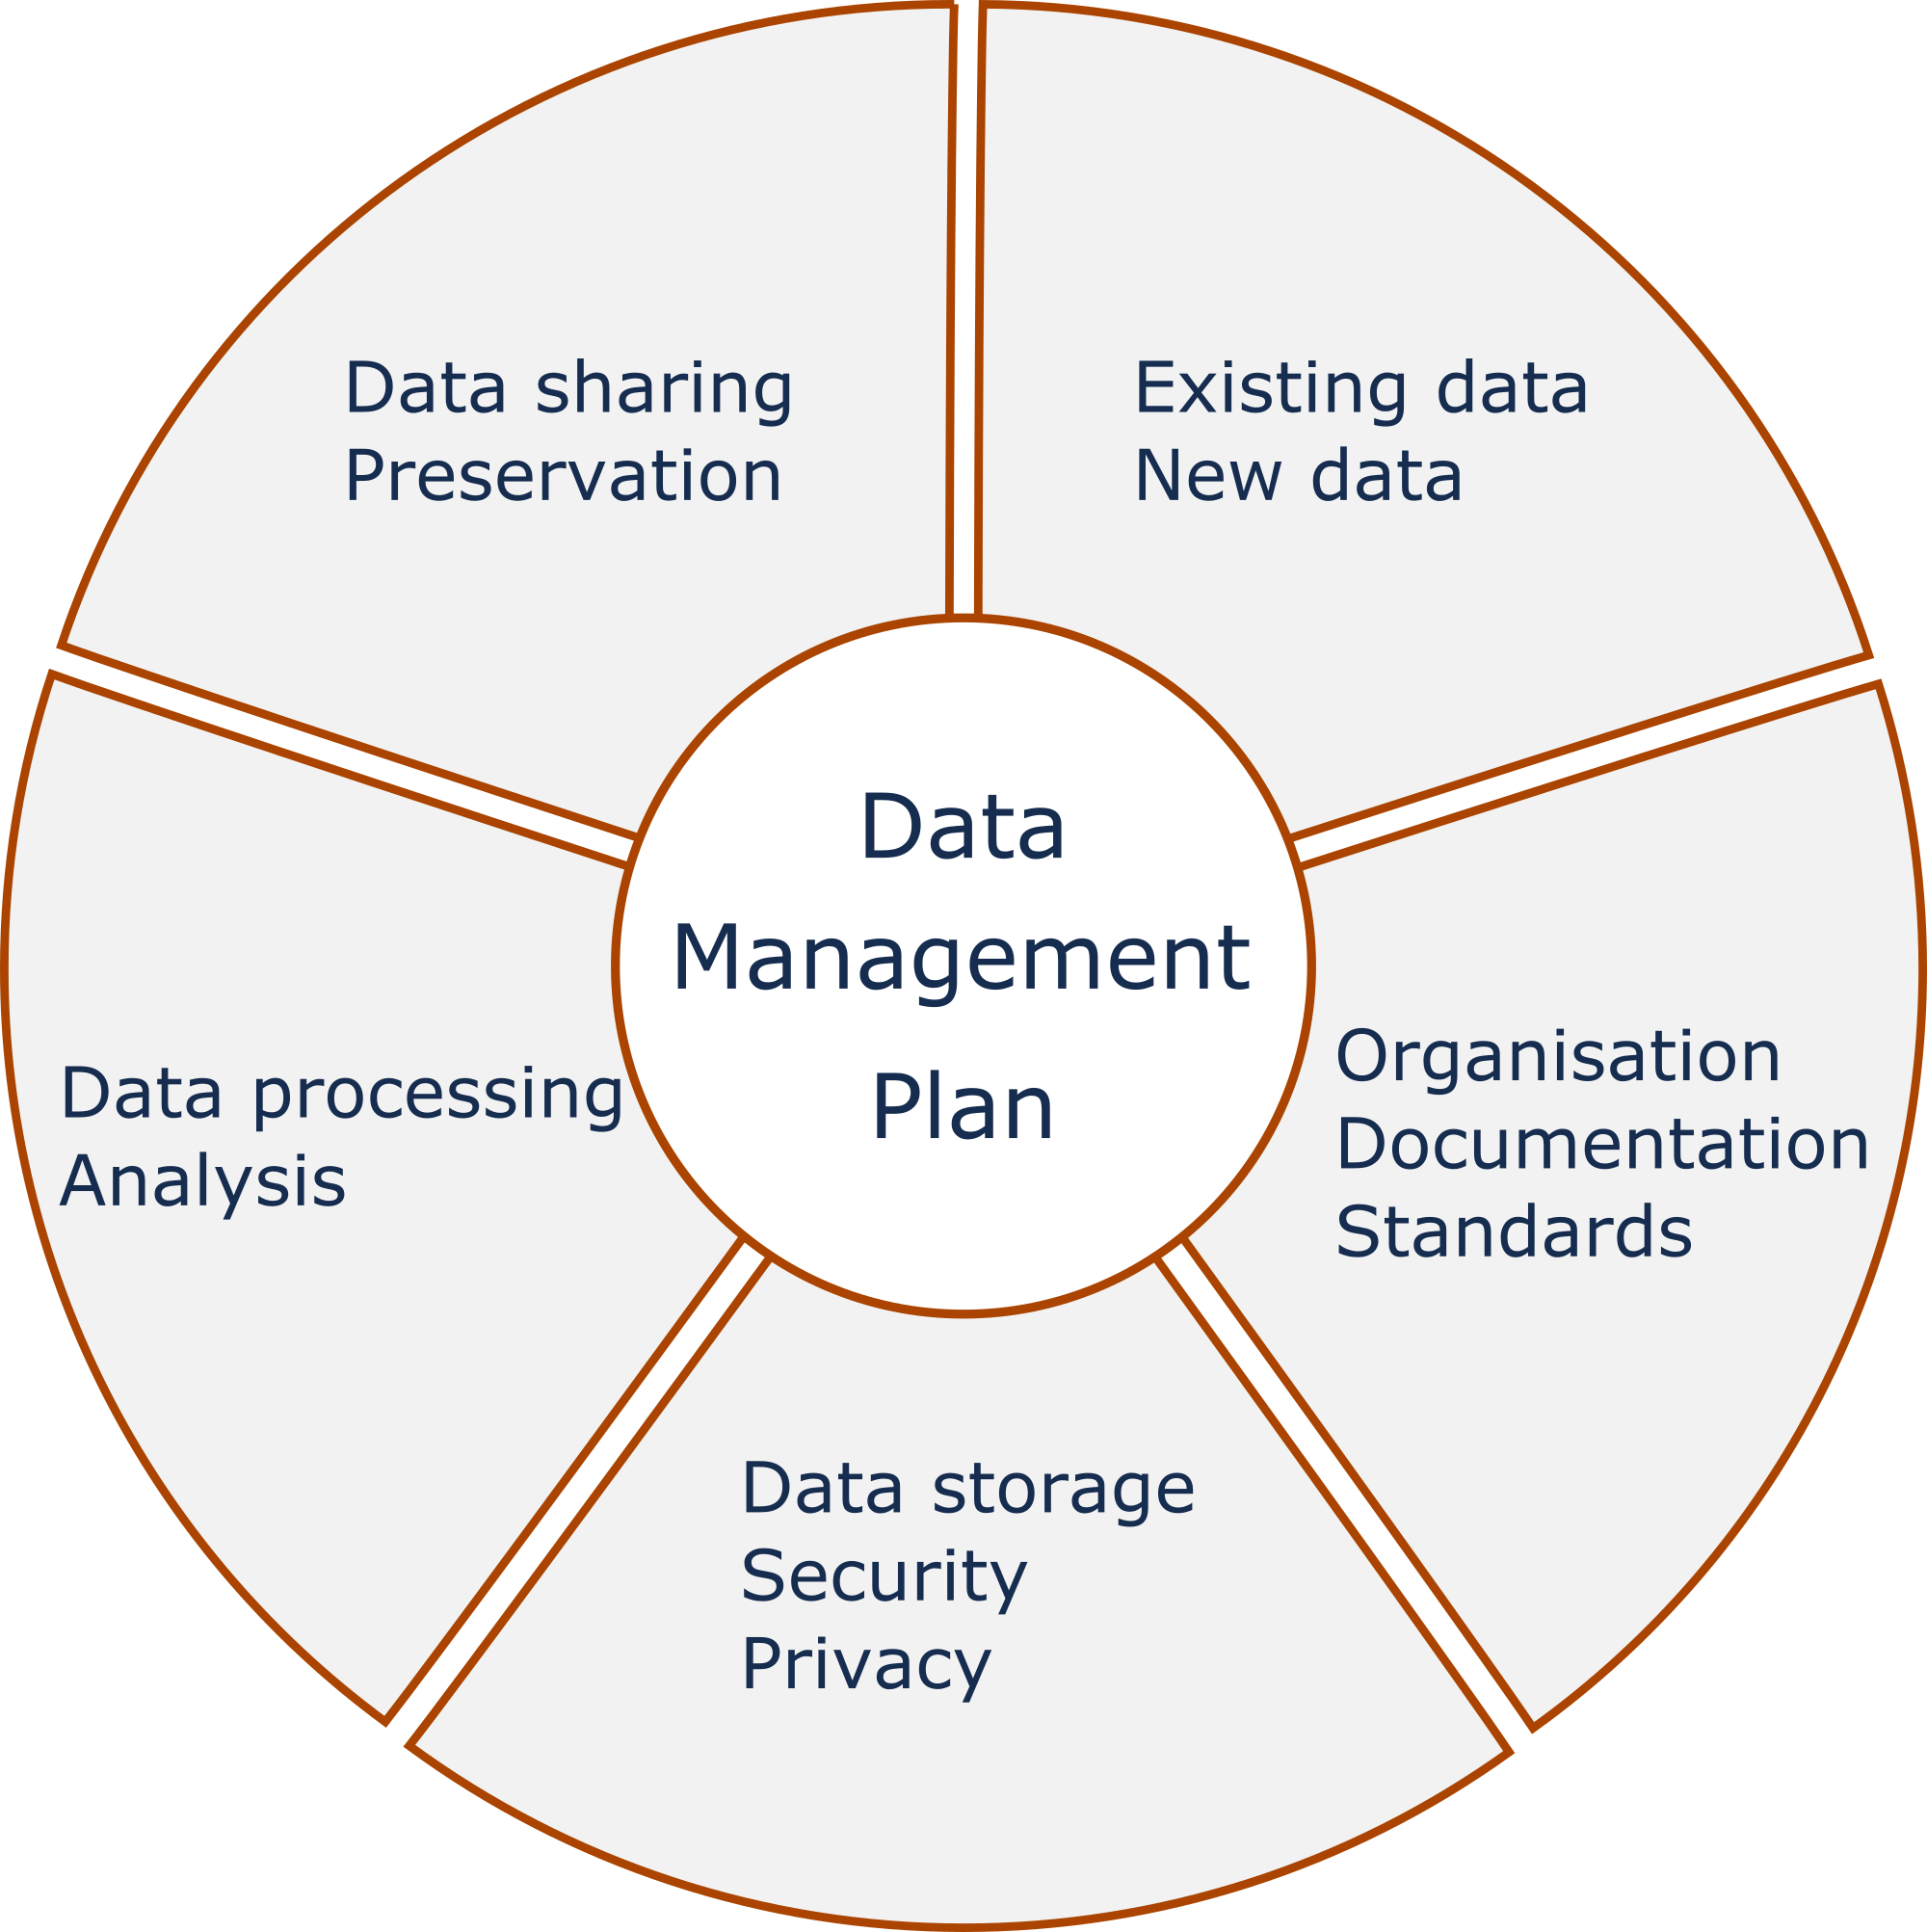 Data sharing
Preservation
Existing data
New data
Data
Management
Plan
Data processing
Analysis
Organisation
Documentation
Standards
Data storage
Security
Privacy